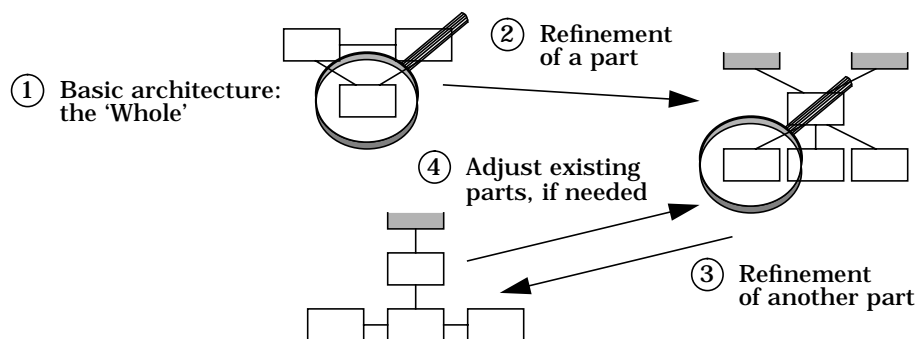 ① Basic architecture:
the ‘Whole’
② Refinement
of a part
③ Refinement
of another part
④ Adjust existing
parts, if needed